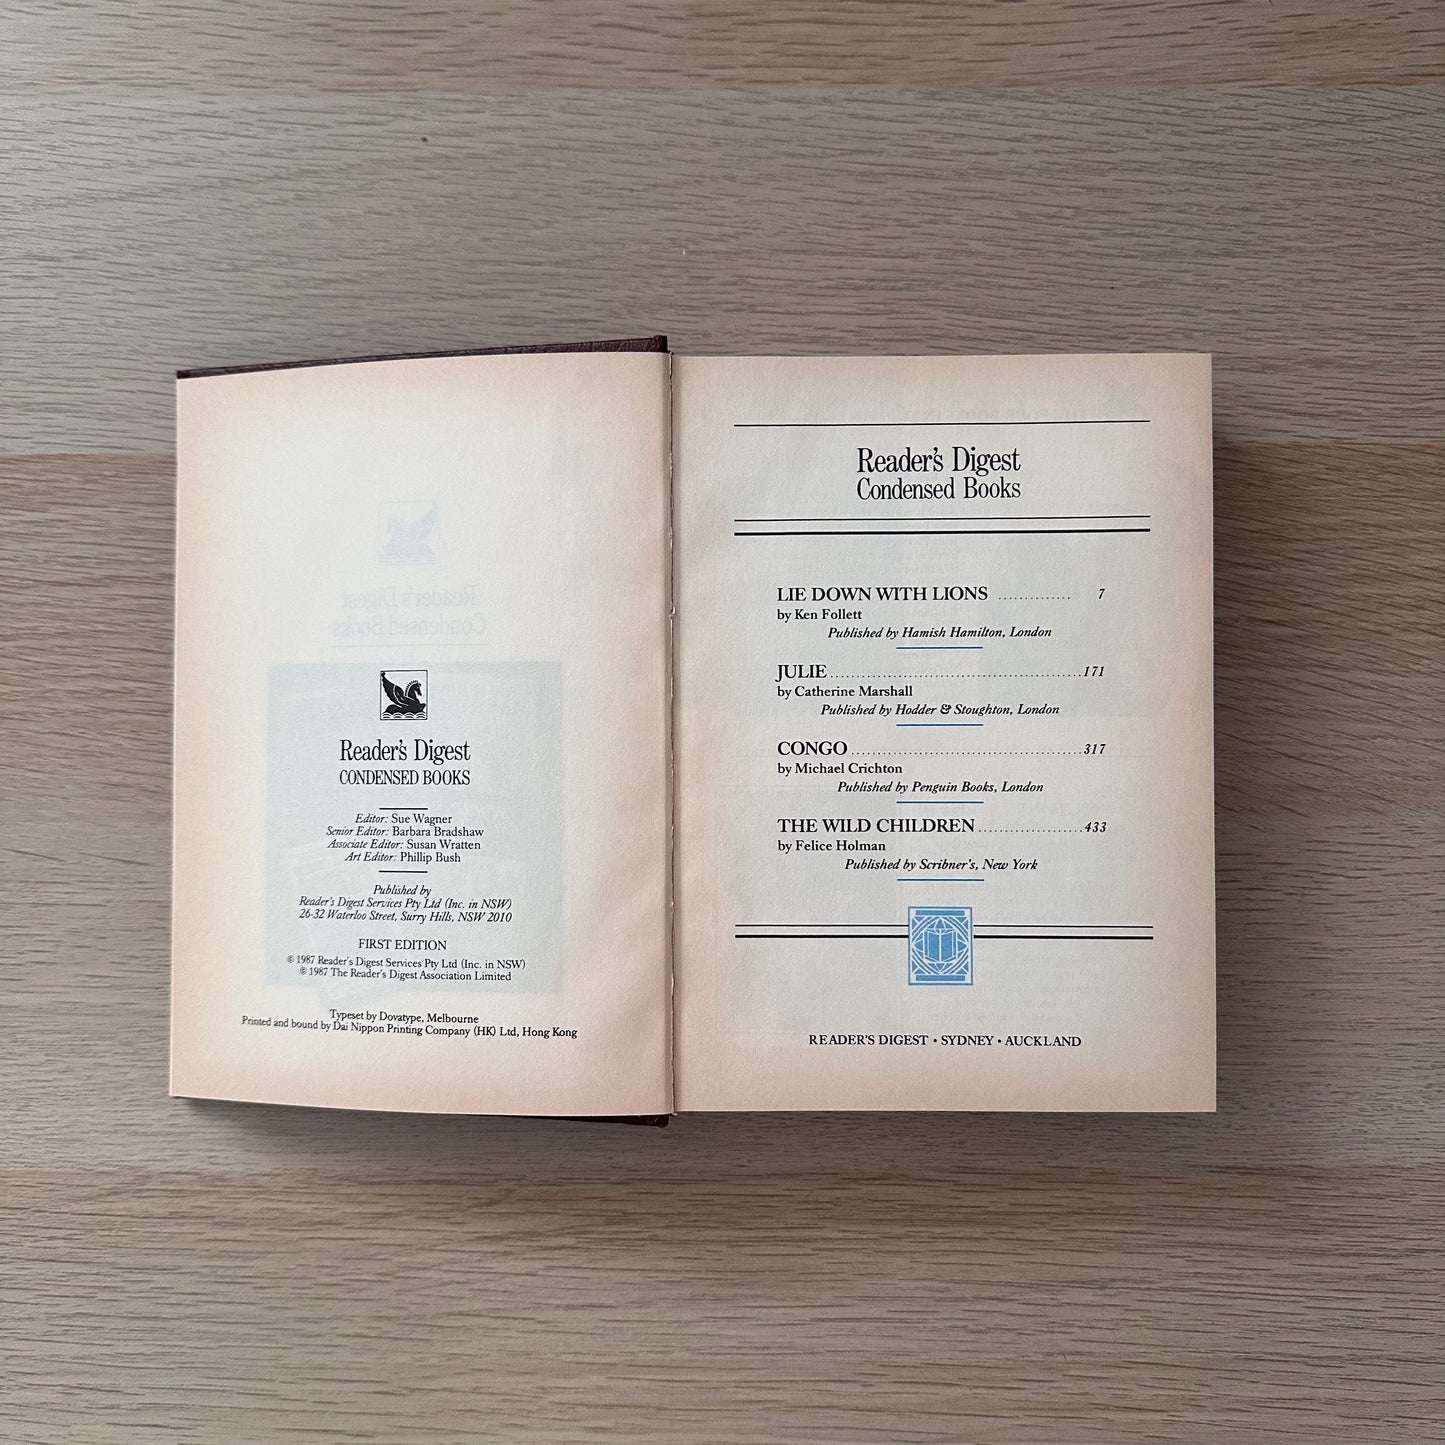 Reader's Digest
CONDENSED BOOKS
Editor: Sue Wagner
Senior Editor: Barbara Bradshaw
Associate Editor: Susan Wratten
Art Editor: Phillip Bush
Published by
Reader's Digest Services Pty Ltd (Inc. in NSW)
26-32 Waterloo Street, Surry Hills, NSW 2010
FIRST EDITION
© 1987 Reader's Digest Services Pty Ltd (Inc. in NSW)
© 1987 The Reader's Digest Association Limited
Typeset by Dovatype, Melbourne
Printed and bound by Dai Nippon Printing Company (HK) Ltd, Hong Kong
Reader's Digest
Condensed Books
LIE DOWN WITH LIONS .............. 7
by Ken Follett
Published by Hamish Hamilton, London
JULIE ............................................. 171
by Catherine Marshall
Published by Hodder & Stoughton, London
CONGO ......................................... 317
by Michael Crichton
Published by Penguin Books, London
THE WILD CHILDREN ................... 433
by Felice Holman
Published by Scribner's, New York
READER'S DIGEST • SYDNEY • AUCKLAND